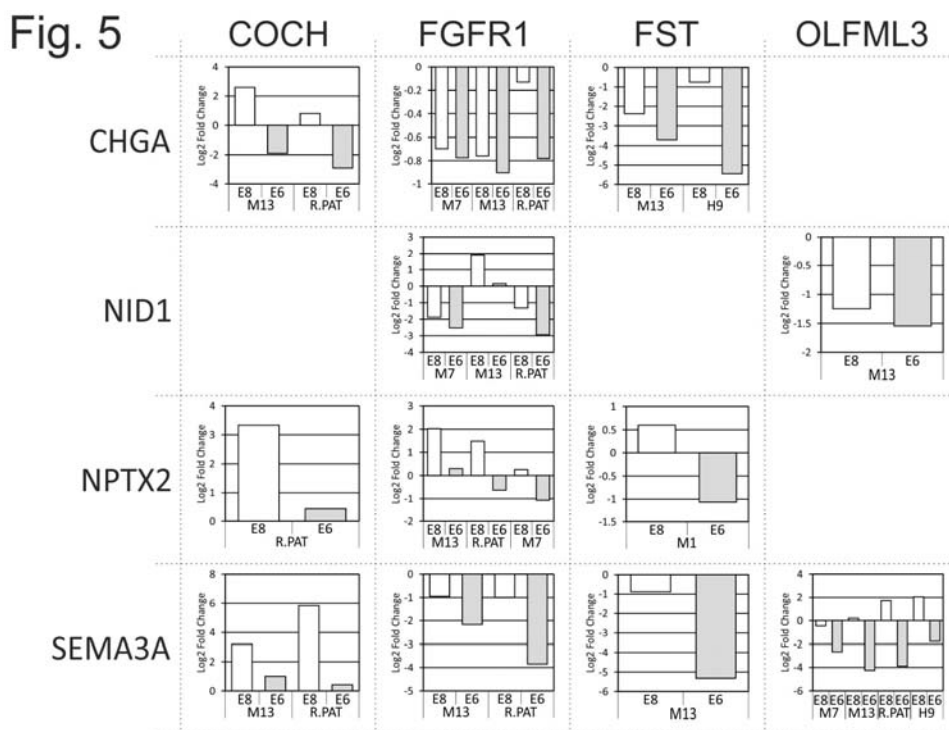 Fig. 5
COCH FGFR1 FST OLFML3
CHGA
Log2 Fold Change
4
2
0
-2
-4
E8 E6 E8 E6
M13 R.PAT
Log2 Fold Change
0
-0.2
-0.4
-0.6
-0.8
-1
E8 E6 E8 E6 E8 E6
M7 M13 R.PAT
Log2 Fold Change
0
-1
-2
-3
-4
-5
-6
E8 E6 E8 E6
M13 H9
NID1
Log2 Fold Change
3
2
1
0
-1
-2
-3
-4
E8 E6 E8 E6 E8 E6
M7 M13 R.PAT
Log2 Fold Change
0
-0.5
-1
-1.5
-2
E8 E6
M13
NPTX2
Log2 Fold Change
4
3
2
1
0
E8 E6
R.PAT
Log2 Fold Change
4
3
2
1
0
-1
-2
E8 E6 E8 E6 E8 E6
M13 R.PAT M7
Log2 Fold Change
1
0.5
0
-0.5
-1
-1.5
E8 E6
M1
SEMA3A
Log2 Fold Change
8
6
4
2
0
E8 E6 E8 E6
M13 R.PAT
Log2 Fold Change
0
-1
-2
-3
-4
-5
E8 E6 E8 E6
M13 R.PAT
Log2 Fold Change
0
-1
-2
-3
-4
-5
-6
E8 E6
M13
Log2 Fold Change
4
2
0
-2
-4
-6
E8 E6 E8 E6 E8 E6 E8 E6
M7 M13 R.PAT H9